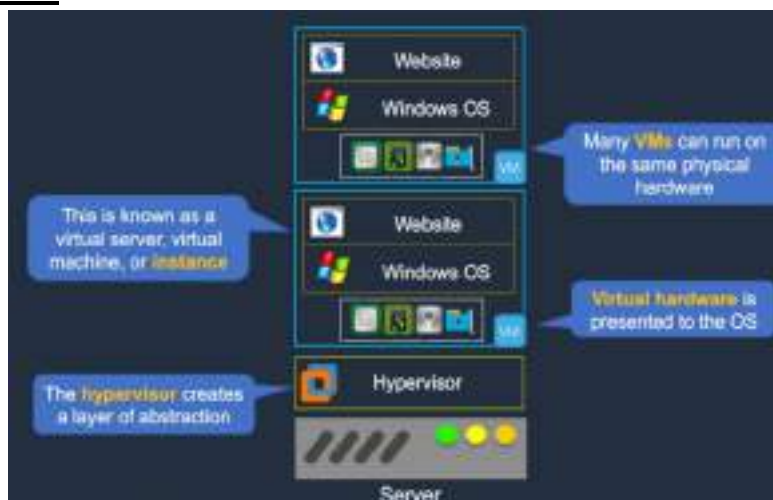 Website
Windows OS
VM
Many VMs can run on
the same physical
hardware
This is known as a
virtual server, virtual
machine, or instance
Website
Windows OS
VM
Virtual hardware is
presented to the OS
The hypervisor creates
a layer of abstraction
Hypervisor
Server